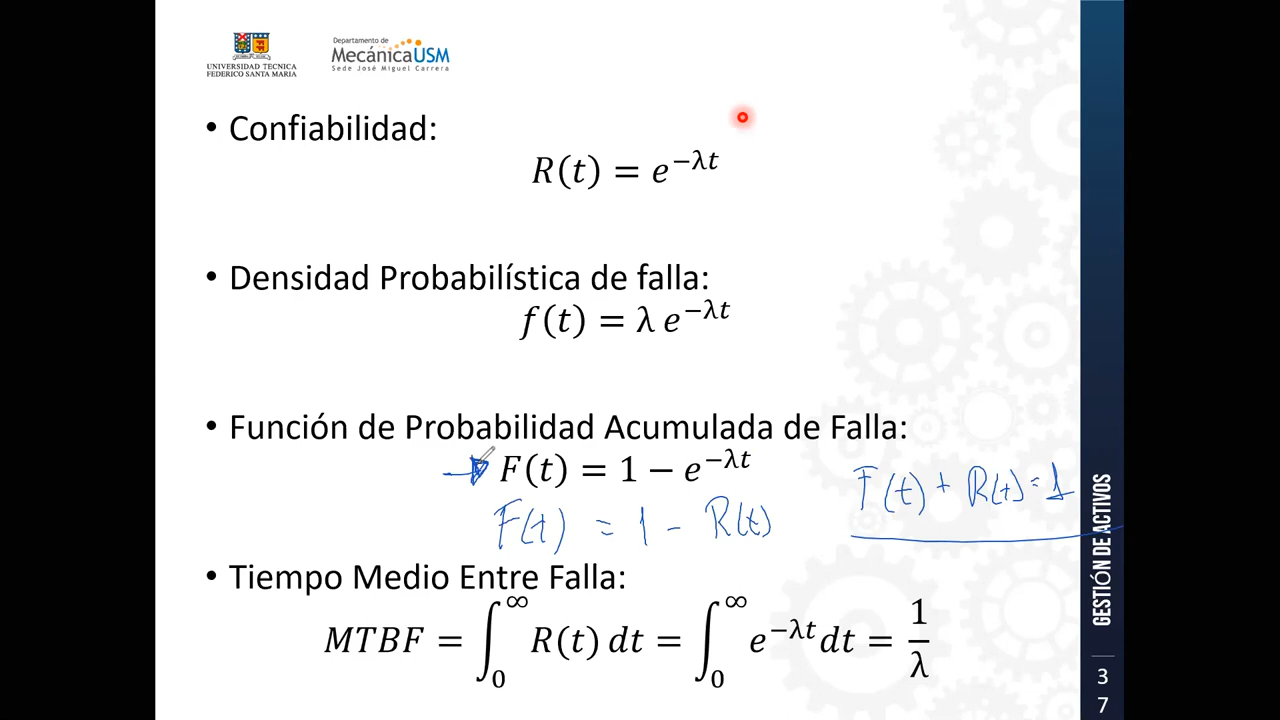 UNIVERSIDAD TECNICA
FEDERICO SANTA MARIA
Departamento de
MecánicaUSM
Sede José Miguel Carrera
• Confiabilidad:
R(t) = e^{−λt}
• Densidad Probabilística de falla:
f(t) = λ e^{−λt}
• Función de Probabilidad Acumulada de Falla:
F(t) = 1 − e^{−λt}
F(t) + R(t) = 1
F(t) = 1 − R(t)
• Tiempo Medio Entre Falla:
MTBF = ∫_0^∞ R(t) dt = ∫_0^∞ e^{−λt} dt = 1/λ
GESTIÓN DE ACTIVOS
3
7